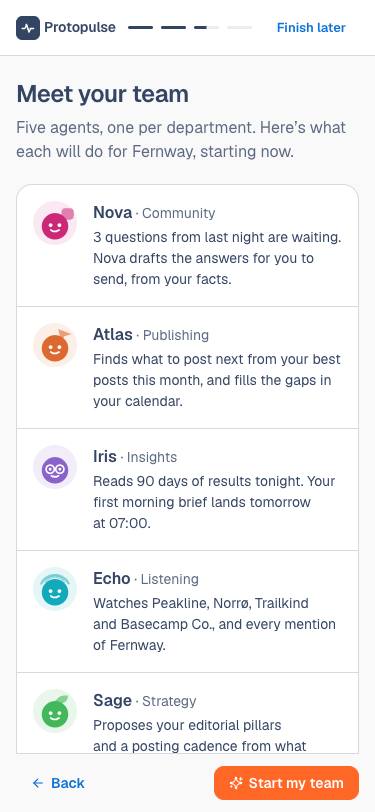 Protopulse
Finish later
Meet your team
Five agents, one per department. Here’s what
each will do for Fernway, starting now.
Nova · Community
3 questions from last night are waiting.
Nova drafts the answers for you to
send, from your facts.
Atlas · Publishing
Finds what to post next from your best
posts this month, and fills the gaps in
your calendar.
Iris · Insights
Reads 90 days of results tonight. Your
first morning brief lands tomorrow
at 07:00.
Echo · Listening
Watches Peakline, Norrø, Trailkind
and Basecamp Co., and every mention
of Fernway.
Sage · Strategy
Proposes your editorial pillars
and a posting cadence from what
Back
Start my team